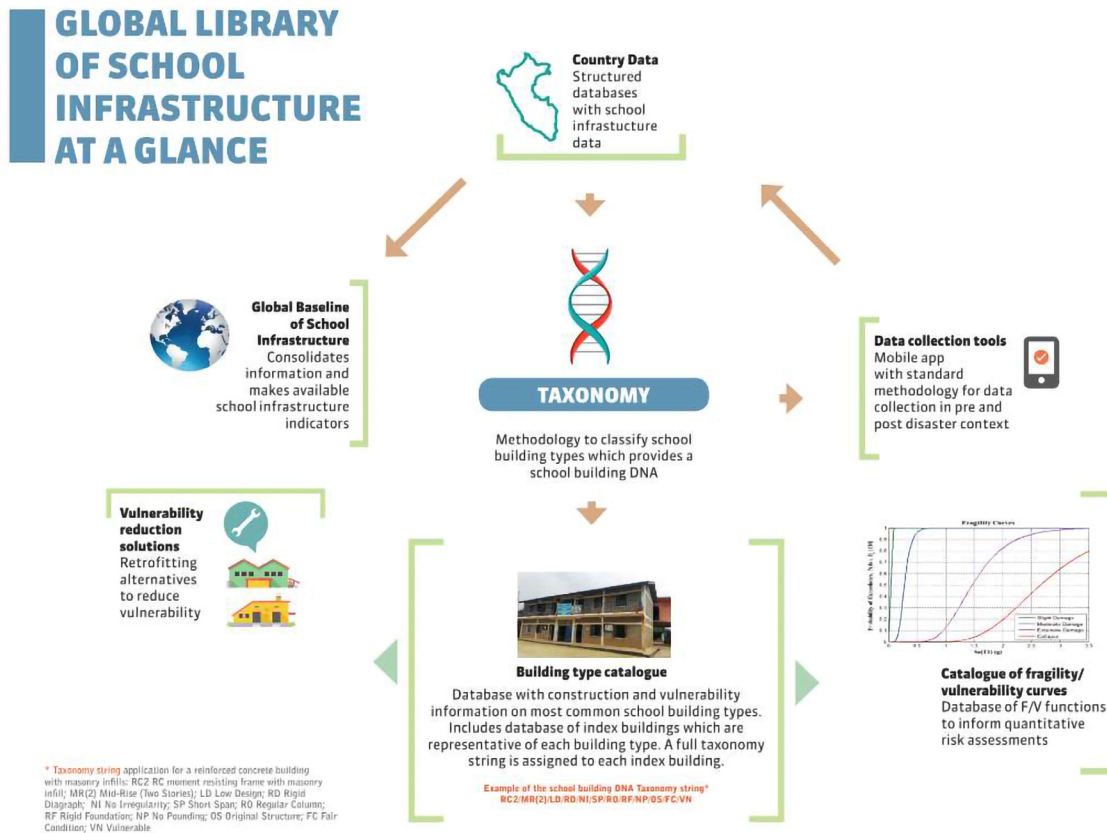 GLOBAL LIBRARY
OF SCHOOL
INFRASTRUCTURE
AT A GLANCE
Country Data
Structured
databases
with school
infrastucture
data
Global Baseline
of School
Infrastructure
Consolidates
information and
makes available
school infrastructure
indicators
TAXONOMY
Methodology to classify school
building types which provides a
school building DNA
Data collection tools
Mobile app
with standard
methodology for data
collection in pre and
post disaster context
Vulnerability
reduction
solutions
Retrofitting
alternatives
to reduce
vulnerability
Building type catalogue
Database with construction and vulnerability
information on most common school building types.
Includes database of index buildings which are
representative of each building type. A full taxonomy
string is assigned to each index building.
Example of the school building DNA Taxonomy string*
RC2/MR(2)/LD/RD/NI/SP/RO/RF/NP/OS/FC/VN
Fragility Curves
Slight Damage
Moderate Damage
Extensive Damage
Collapse
Catalogue of fragility/
vulnerability curves
Database of F/V functions
to inform quantitative
risk assessments
* Taxonomy string application for a reinforced concrete building
with masonry infills: RC2 RC moment resisting frame with masonry
infill; MR(2) Mid-Rise (Two Stories); LD Low Design; RD Rigid
Diagraph; NI No Irregularity; SP Short Span; RO Regular Column;
RF Rigid Foundation; NP No Pounding; OS Original Structure; FC Fair
Condition; VN Vulnerable